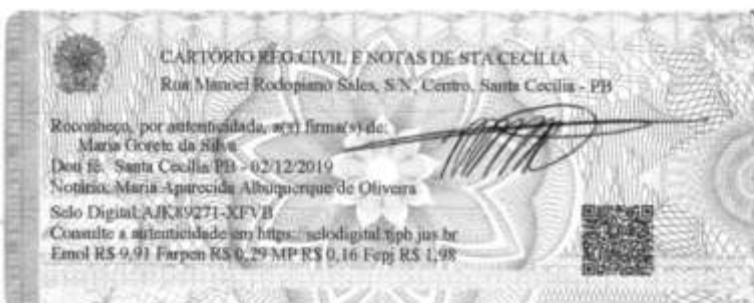 CARTÓRIO REG.CIVIL E NOTAS DE STA CECÍLIA
Rua Manoel Rodopiano Sales, S/N, Centro, Santa Cecília - PB
Reconheço, por autenticidade, a(s) firma(s) de:
Maria Gorete da Silva
Dou fé. Santa Cecília/PB - 02/12/2019
Notário: Maria Aparecida Albuquerque de Oliveira
Selo Digital:AJK89271-XFVB
Consulte a autenticidade em https://selodigital.tjpb.jus.br
Emol R$ 9,91 Farpen R$ 0,29 MP R$ 0,16 Fepj R$ 1,98